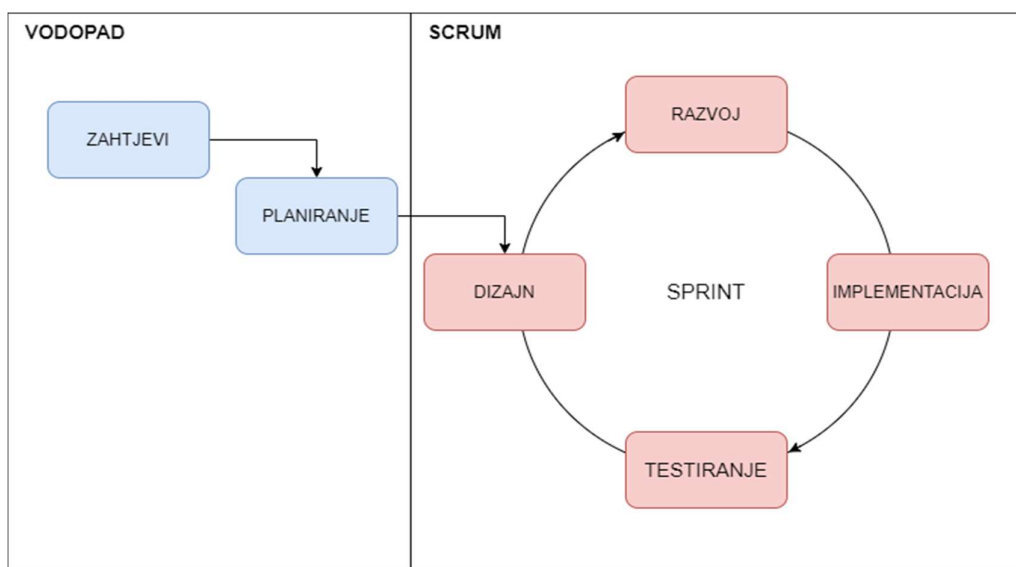 VODOPAD
SCRUM
ZAHTJEVI
PLANIRANJE
RAZVOJ
DIZAJN
SPRINT
IMPLEMENTACIJA
TESTIRANJE